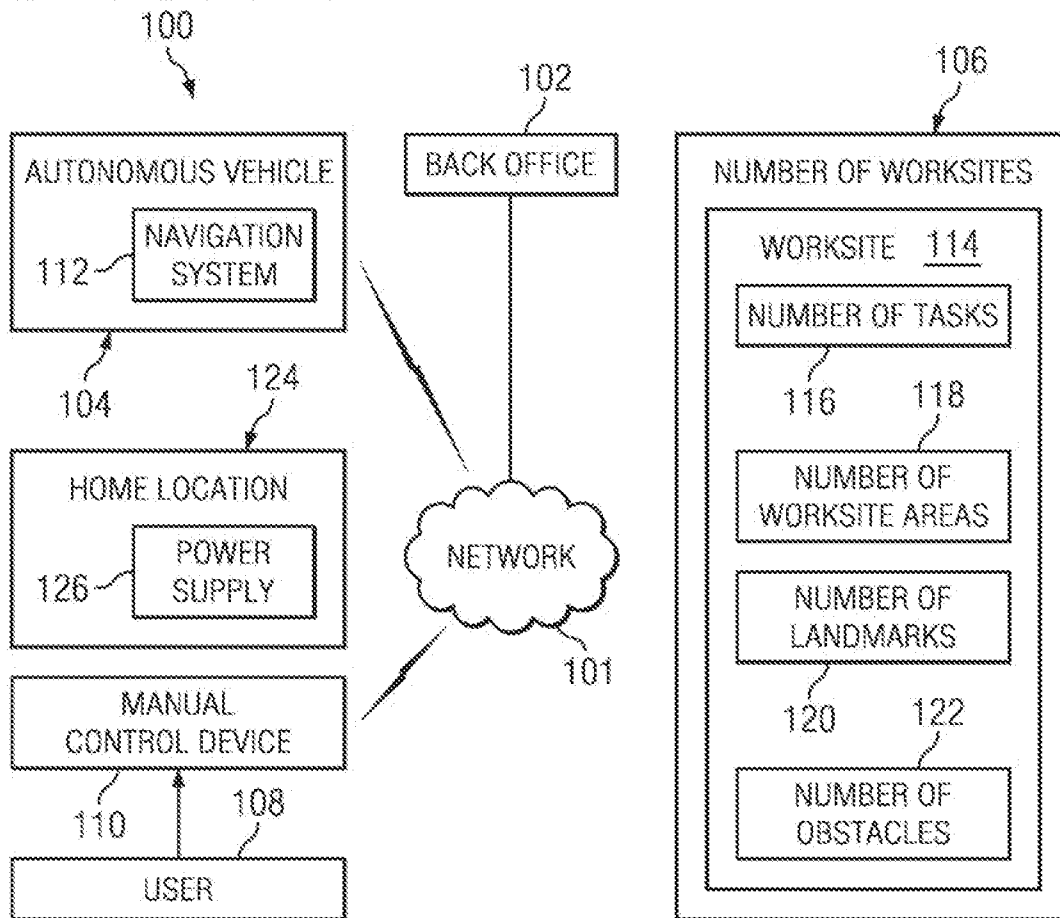 100
102
106
AUTONOMOUS VEHICLE
NAVIGATION
SYSTEM
112
104
BACK OFFICE
NUMBER OF WORKSITES
WORKSITE 114
NUMBER OF TASKS
116
118
NUMBER OF
WORKSITE AREAS
NUMBER OF
LANDMARKS
120
122
NUMBER OF
OBSTACLES
124
HOME LOCATION
POWER
SUPPLY
126
NETWORK
101
MANUAL
CONTROL DEVICE
110
108
USER